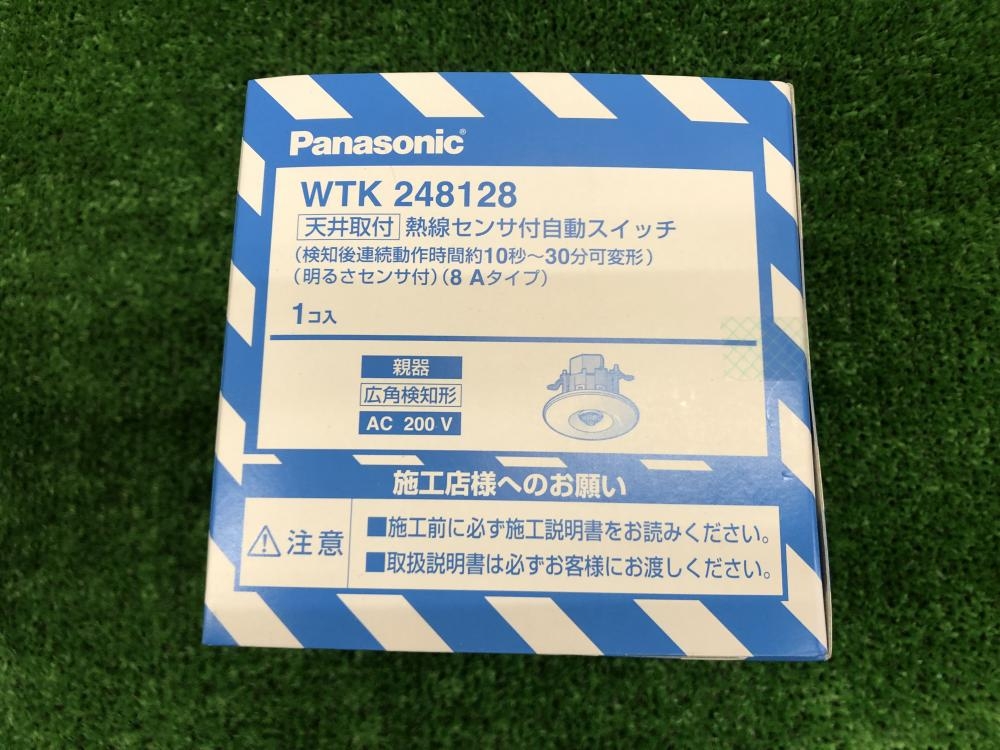 Panasonic®
WTK 248128
天井取付 熱線センサ付自動スイッチ
(検知後連続動作時間約10秒～30分可変形)
(明るさセンサ付)(8 Aタイプ)
1コ入
親器
広角検知形
AC 200 V
施工店様へのお願い
注意
■施工前に必ず施工説明書をお読みください。
■取扱説明書は必ずお客様にお渡しください。